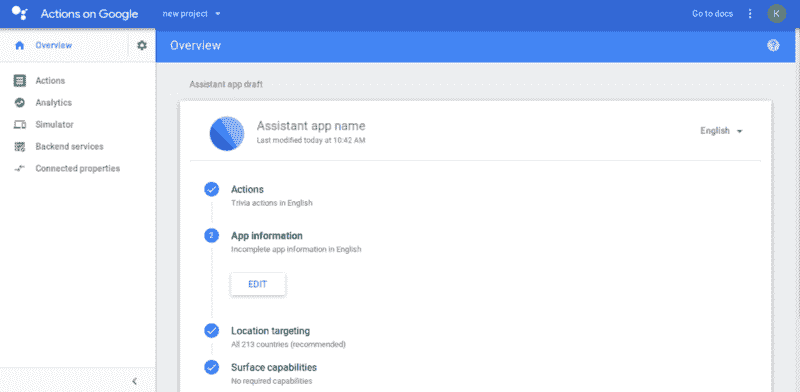 Actions on Google
new project
Go to docs
K
Overview
Overview
Actions
Analytics
Simulator
Backend services
Connected properties
Assistant app draft
Assistant app name
Last modified today at 10:42 AM
English
Actions
Trivia actions in English
2
App information
Incomplete app information in English
EDIT
Location targeting
All 213 countries (recommended)
Surface capabilities
No required capabilities